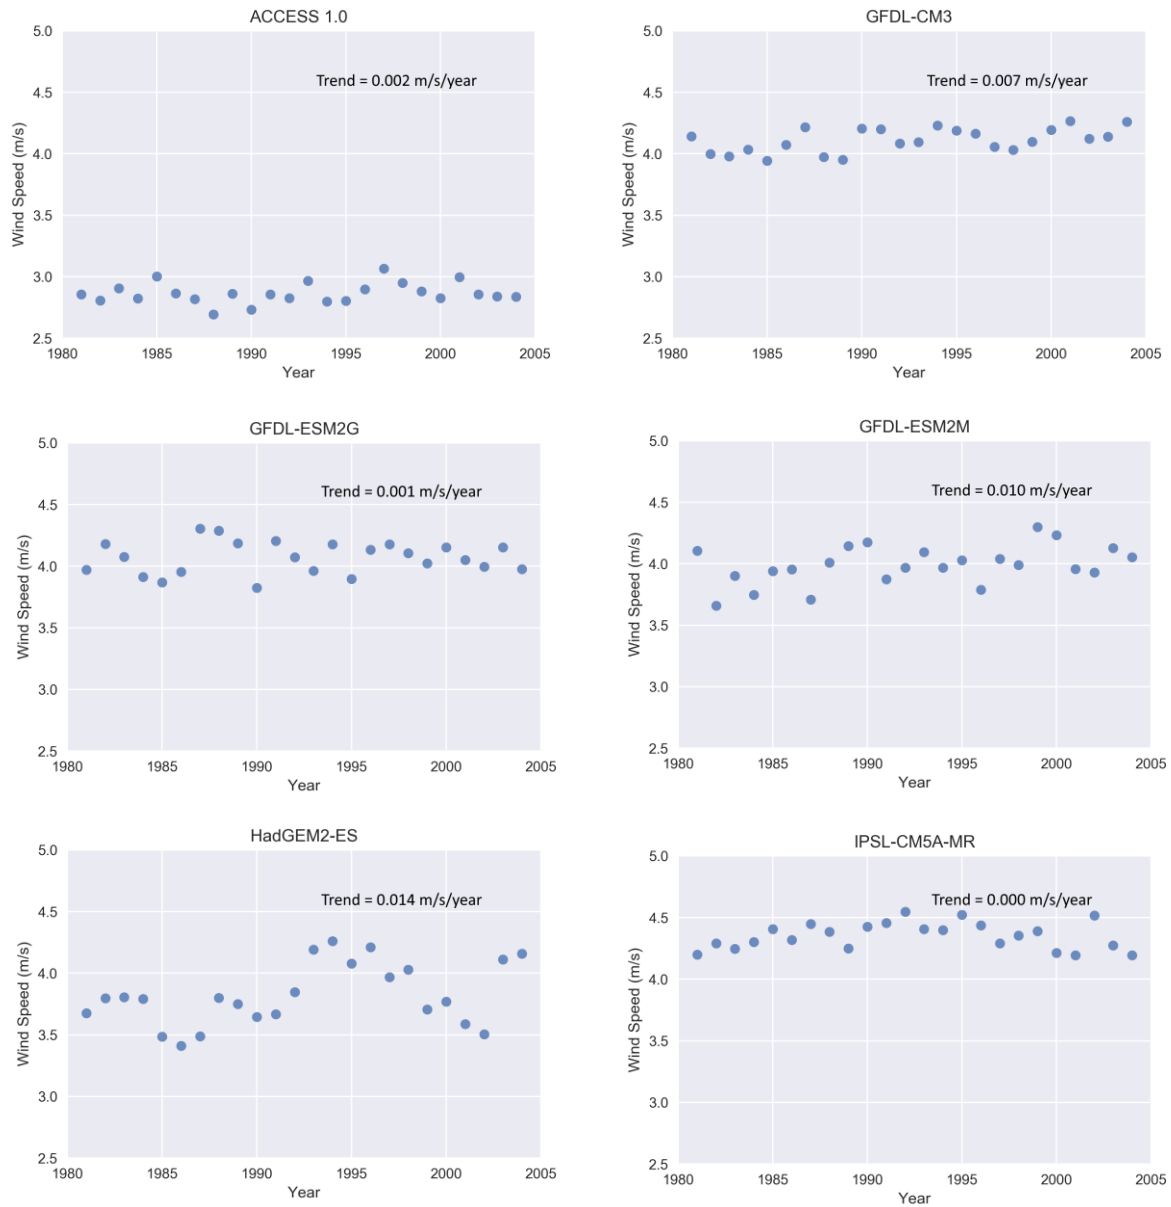 ACCESS 1.0
5.0
Trend = 0.002 m/s/year
4.5
4.0
3.5
3.0
2.5
Wind Speed (m/s)
1980 1985 1990 1995 2000 2005
Year
GFDL-CM3
5.0
Trend = 0.007 m/s/year
4.5
4.0
3.5
3.0
2.5
Wind Speed (m/s)
1980 1985 1990 1995 2000 2005
Year
GFDL-ESM2G
5.0
Trend = 0.001 m/s/year
4.5
4.0
3.5
3.0
2.5
Wind Speed (m/s)
1980 1985 1990 1995 2000 2005
Year
GFDL-ESM2M
5.0
Trend = 0.010 m/s/year
4.5
4.0
3.5
3.0
2.5
Wind Speed (m/s)
1980 1985 1990 1995 2000 2005
Year
HadGEM2-ES
5.0
Trend = 0.014 m/s/year
4.5
4.0
3.5
3.0
2.5
Wind Speed (m/s)
1980 1985 1990 1995 2000 2005
Year
IPSL-CM5A-MR
5.0
Trend = 0.000 m/s/year
4.5
4.0
3.5
3.0
2.5
Wind Speed (m/s)
1980 1985 1990 1995 2000 2005
Year